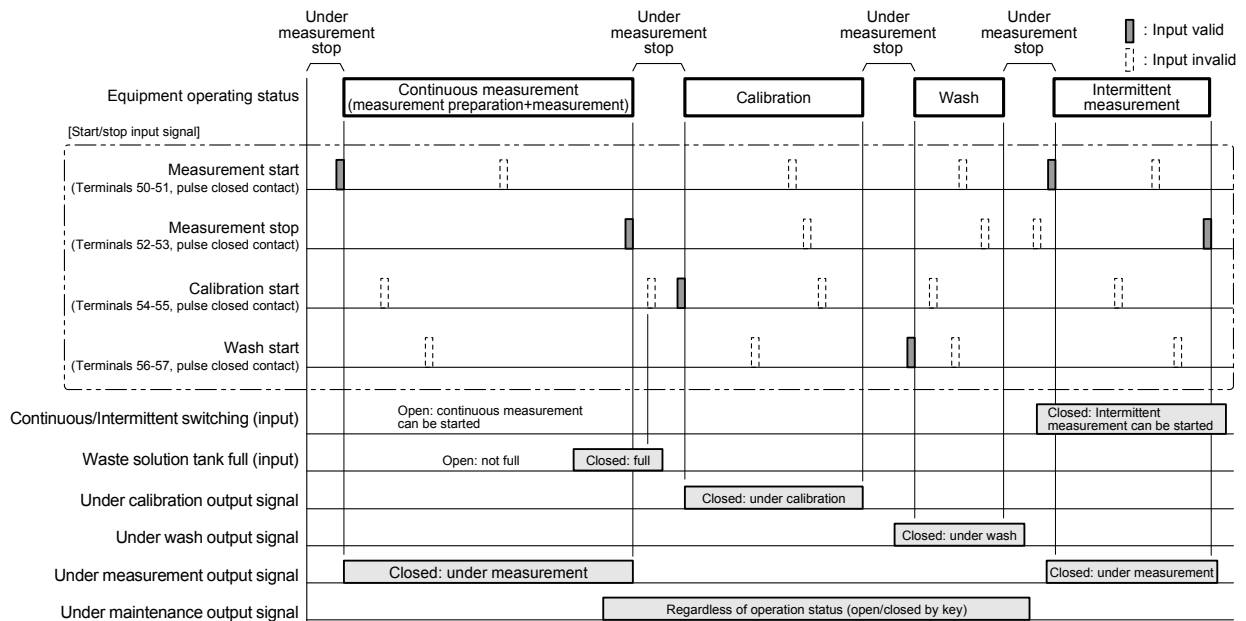 Under
measurement
stop
Under
measurement
stop
Under
measurement
stop
Under
measurement
stop
: Input valid
: Input invalid
Equipment operating status
Continuous measurement
(measurement preparation+measurement)
Calibration
Wash
Intermittent
measurement
[Start/stop input signal]
Measurement start
(Terminals 50-51, pulse closed contact)
Measurement stop
(Terminals 52-53, pulse closed contact)
Calibration start
(Terminals 54-55, pulse closed contact)
Wash start
(Terminals 56-57, pulse closed contact)
Continuous/Intermittent switching (input)
Open: continuous measurement
can be started
Closed: Intermittent
measurement can be started
Waste solution tank full (input)
Open: not full
Closed: full
Under calibration output signal
Closed: under calibration
Under wash output signal
Closed: under wash
Under measurement output signal
Closed: under measurement
Closed: under measurement
Under maintenance output signal
Regardless of operation status (open/closed by key)